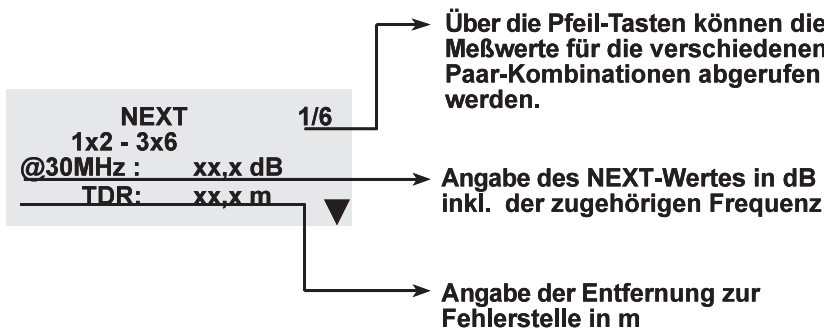 NEXT 1/6
1x2 - 3x6
@30MHz : xx,x dB
TDR: xx,x m
Über die Pfeil-Tasten können die
Meßwerte für die verschiedenen
Paar-Kombinationen abgerufen
werden.
Angabe des NEXT-Wertes in dB
inkl. der zugehörigen Frequenz
Angabe der Entfernung zur
Fehlerstelle in m